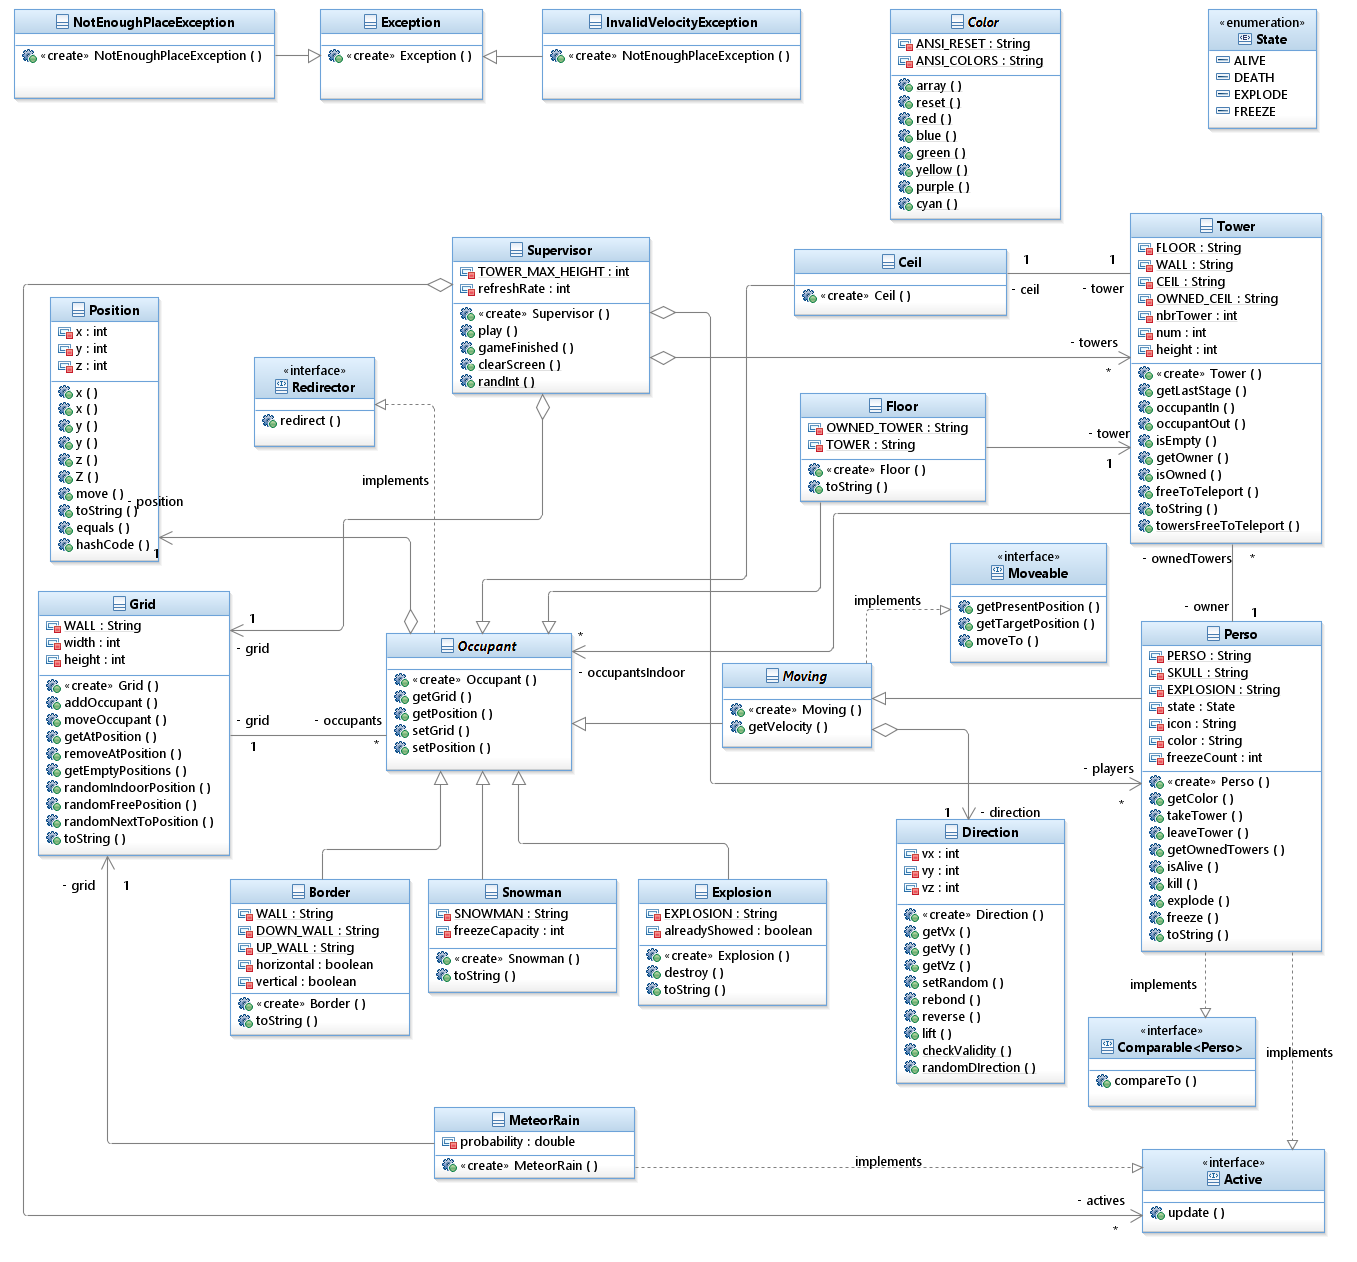 NotEnoughPlaceException
«create» NotEnoughPlaceException ( )
Exception
«create» Exception ( )
InvalidVelocityException
«create» NotEnoughPlaceException ( )
Color
ANSI_RESET : String
ANSI_COLORS : String
array ( )
reset ( )
red ( )
blue ( )
green ( )
yellow ( )
purple ( )
cyan ( )
«enumeration»
State
ALIVE
DEATH
EXPLODE
FREEZE
Supervisor
TOWER_MAX_HEIGHT : int
refreshRate : int
«create» Supervisor ( )
play ( )
gameFinished ( )
clearScreen ( )
randInt ( )
Ceil
«create» Ceil ( )
1
- ceil
1
- tower
Tower
FLOOR : String
WALL : String
CEIL : String
OWNED_CEIL : String
nbrTower : int
num : int
height : int
«create» Tower ( )
getLastStage ( )
occupantIn ( )
occupantOut ( )
isEmpty ( )
getOwner ( )
isOwned ( )
freeToTeleport ( )
toString ( )
towersFreeToTeleport ( )
- towers
*
Position
x : int
y : int
z : int
x ( )
x ( )
y ( )
y ( )
z ( )
Z ( )
move ( )
toString ( )
equals ( )
hashCode ( )
- position
1
«interface»
Redirector
redirect ( )
implements
Floor
OWNED_TOWER : String
TOWER : String
«create» Floor ( )
toString ( )
- tower
1
«interface»
Moveable
getPresentPosition ( )
getTargetPosition ( )
moveTo ( )
implements
- ownedTowers
*
- owner
1
Grid
WALL : String
width : int
height : int
«create» Grid ( )
addOccupant ( )
moveOccupant ( )
getAtPosition ( )
removeAtPosition ( )
getEmptyPositions ( )
randomIndoorPosition ( )
randomFreePosition ( )
randomNextToPosition ( )
toString ( )
1
- grid
- grid
1
- occupants
*
Occupant
«create» Occupant ( )
getGrid ( )
getPosition ( )
setGrid ( )
setPosition ( )
*
- occupantsIndoor
Moving
«create» Moving ( )
getVelocity ( )
Perso
PERSO : String
SKULL : String
EXPLOSION : String
state : State
icon : String
color : String
freezeCount : int
«create» Perso ( )
getColor ( )
takeTower ( )
leaveTower ( )
getOwnedTowers ( )
isAlive ( )
kill ( )
explode ( )
freeze ( )
toString ( )
- players
*
1
- direction
Direction
vx : int
vy : int
vz : int
«create» Direction ( )
getVx ( )
getVy ( )
getVz ( )
setRandom ( )
rebond ( )
reverse ( )
lift ( )
checkValidity ( )
randomDIrection ( )
- grid
1
Border
WALL : String
DOWN_WALL : String
UP_WALL : String
horizontal : boolean
vertical : boolean
«create» Border ( )
toString ( )
Snowman
SNOWMAN : String
freezeCapacity : int
«create» Snowman ( )
toString ( )
Explosion
EXPLOSION : String
alreadyShowed : boolean
«create» Explosion ( )
destroy ( )
toString ( )
implements
«interface»
Comparable<Perso>
compareTo ( )
implements
MeteorRain
probability : double
«create» MeteorRain ( )
implements
«interface»
Active
update ( )
- actives
*